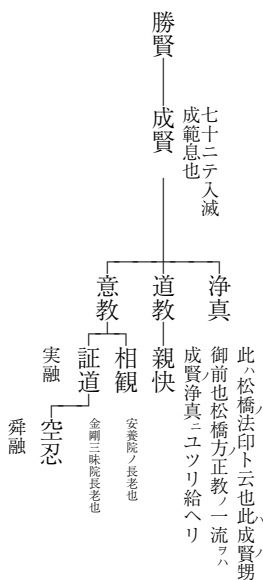 勝賢
成賢
七十ニテ入滅
成範息也
浄真
此ハ松橋ノ法印ト云也此ハ成賢ノ甥
御前也松橋方ノ正教ノ一流ヲハ
成賢ノ浄真ニユツリ給ヘリ
道教
親快
意教
相観
安養院ノ長老也
証道
金剛三昧院長老也
実融
空忍
舜融